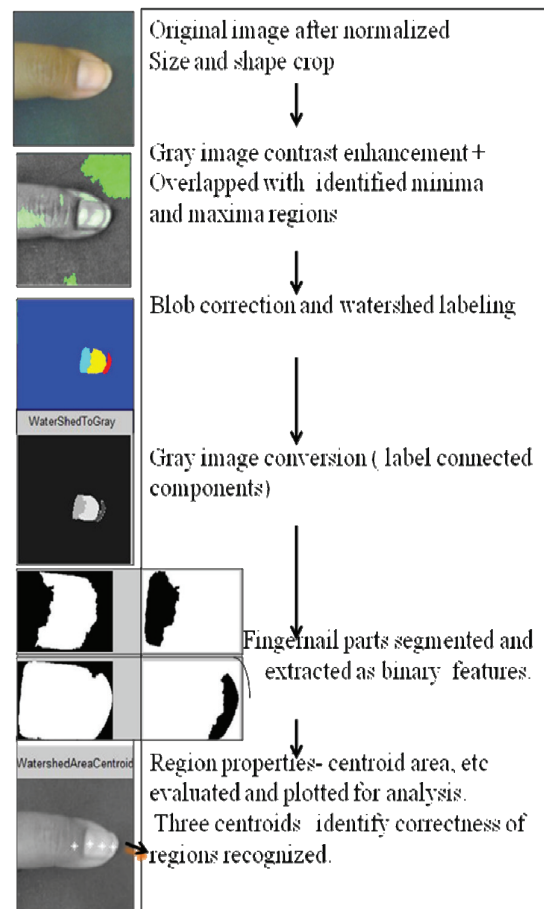 Original image after normalized
Size and shape crop
Gray image contrast enhancement +
Overlapped with identified minima
and maxima regions
Blob correction and watershed labeling
WaterShedToGray
Gray image conversion ( label connected
components)
Fingernail parts segmented and
extracted as binary features.
WatershedAreaCentroid
Region properties- centroid area, etc
evaluated and plotted for analysis.
Three centroids identify correctness of
regions recognized.